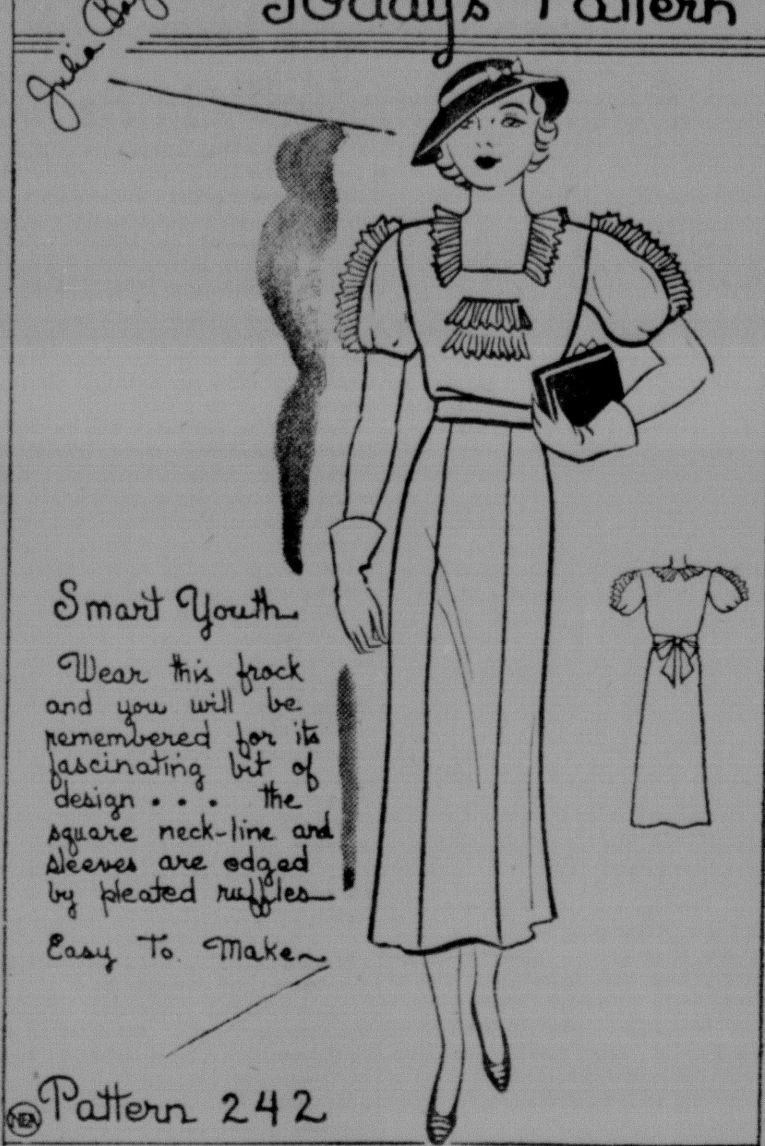 Today's Pattern
Julia
Smart Youth
Wear this frock
and you will be
remembered for its
fascinating bit of
design . . . the
square neck-line and
sleeves are edged
by pleated ruffles
Easy To Make
Pattern 242
NEA